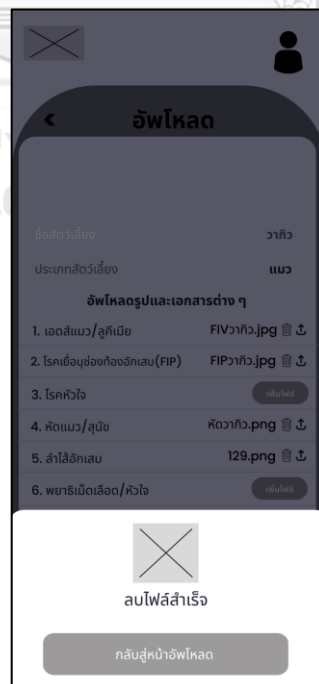 อัพโหลด
ชื่อสัตว์เลี้ยง วากิว
ประเภทสัตว์เลี้ยง แมว
อัพโหลดรูปและเอกสารต่าง ๆ
1. เอดส์แมว/ลูคีเมีย FIVวากิว.jpg
2. โรคเยื่อบุช่องท้องอักเสบ(FIP) FIPวากิว.jpg
3. โรคหัวใจ เพิ่มไฟล์
4. หัดแมว/สุนัข หัดวากิว.png
5. ลำไส้อักเสบ 129.png
6. พยาธิเม็ดเลือด/หัวใจ เพิ่มไฟล์
ลบไฟล์สำเร็จ
กลับสู่หน้าอัพโหลด